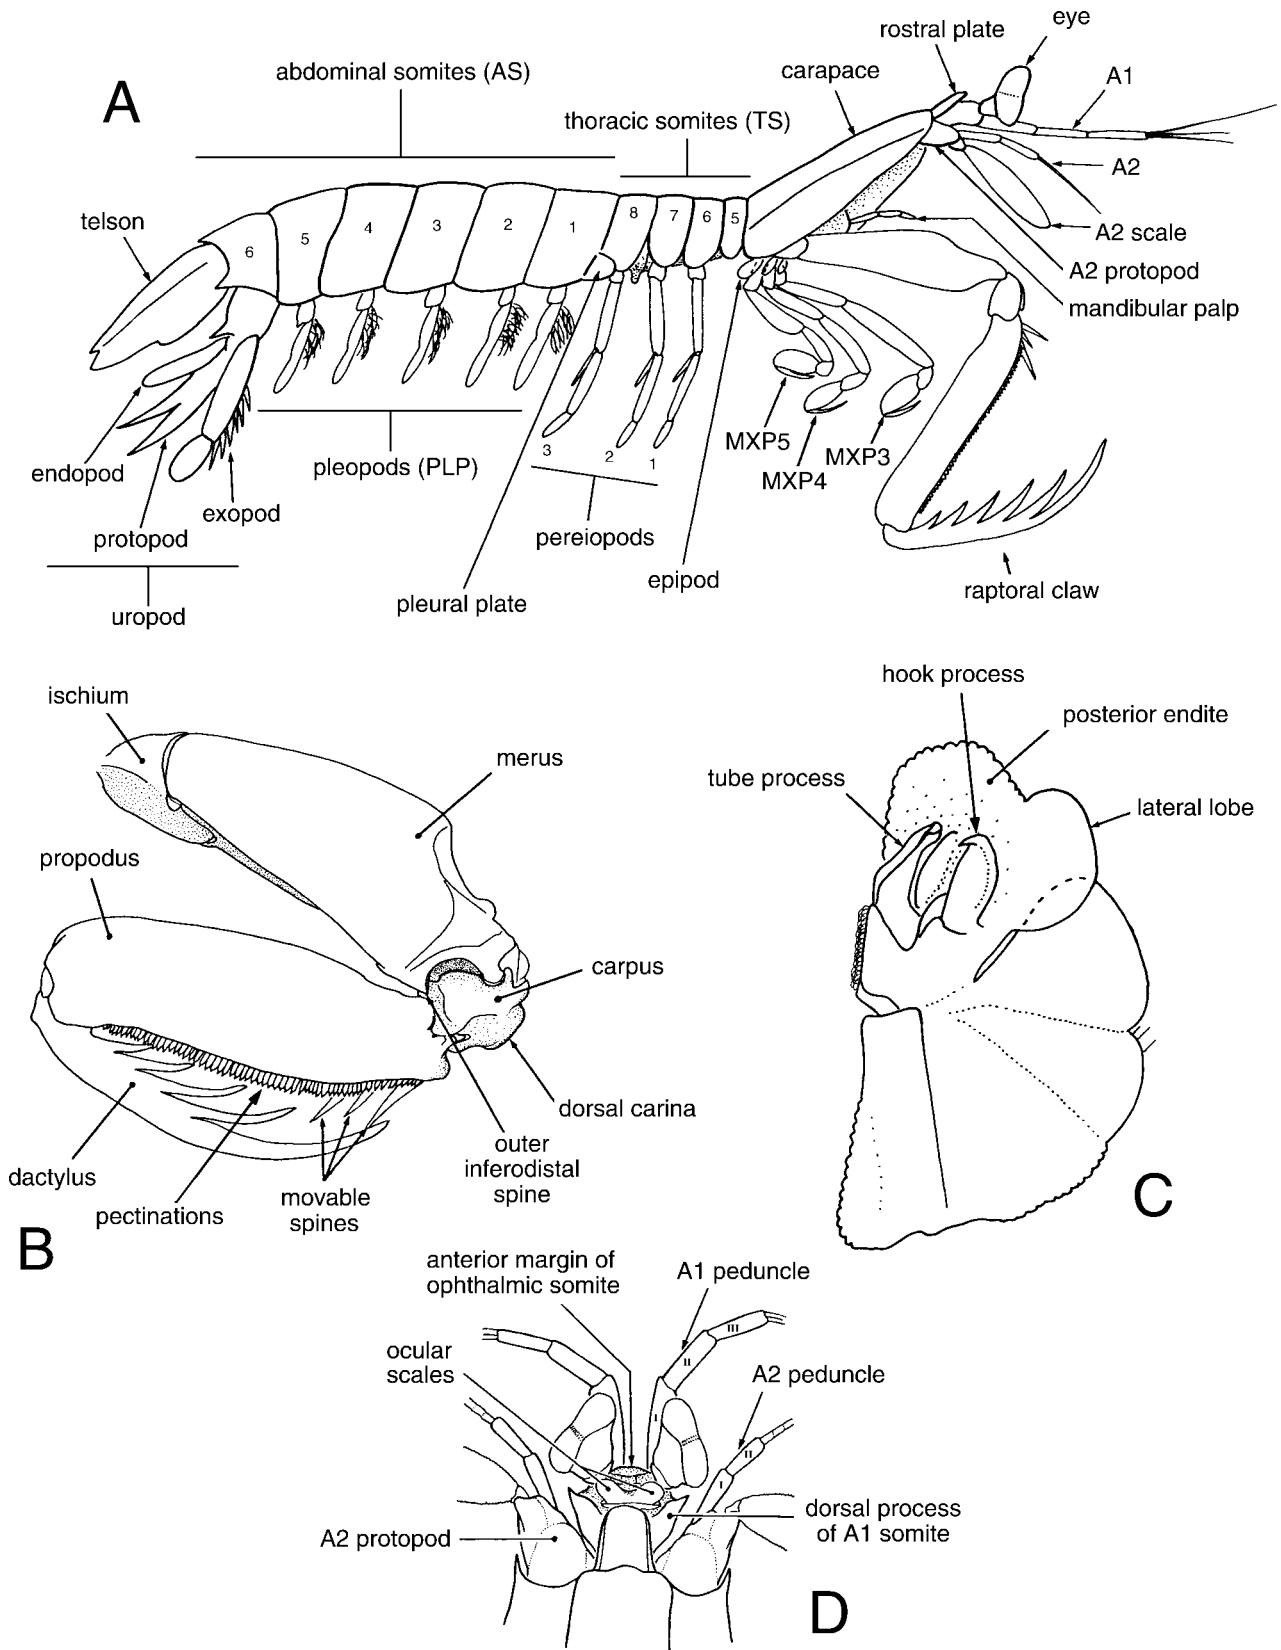 A
rostral plate
eye
carapace
A1
abdominal somites (AS)
thoracic somites (TS)
A2
telson
A2 scale
A2 protopod
mandibular palp
6
5
4
3
2
1
8
7
6
5
endopod
protopod
exopod
uropod
pleopods (PLP)
3
2
1
pereiopods
pleural plate
epipod
MXP5
MXP4
MXP3
raptoral claw
B
ischium
merus
propodus
carpus
dorsal carina
outer
inferodistal
spine
dactylus
pectinations
movable
spines
C
hook process
posterior endite
tube process
lateral lobe
D
anterior margin of
ophthalmic somite
A1 peduncle
ocular
scales
A2 peduncle
III
II
I
II
I
A2 protopod
dorsal process
of A1 somite